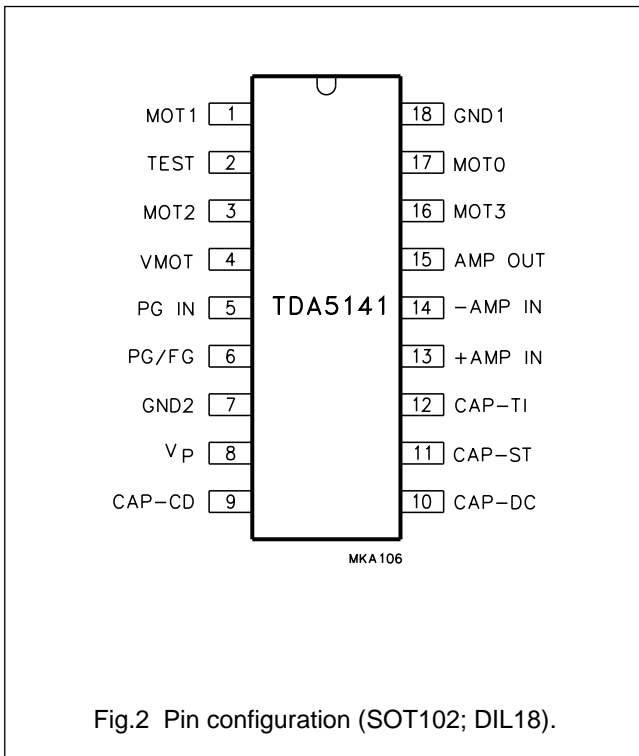 MOT1 1 18 GND1
TEST 2 17 MOT0
MOT2 3 16 MOT3
VMOT 4 15 AMP OUT
PG IN 5 TDA5141 14 −AMP IN
PG/FG 6 13 +AMP IN
GND2 7 12 CAP−TI
VP 8 11 CAP−ST
CAP−CD 9 10 CAP−DC
MKA106
Fig.2 Pin configuration (SOT102; DIL18).